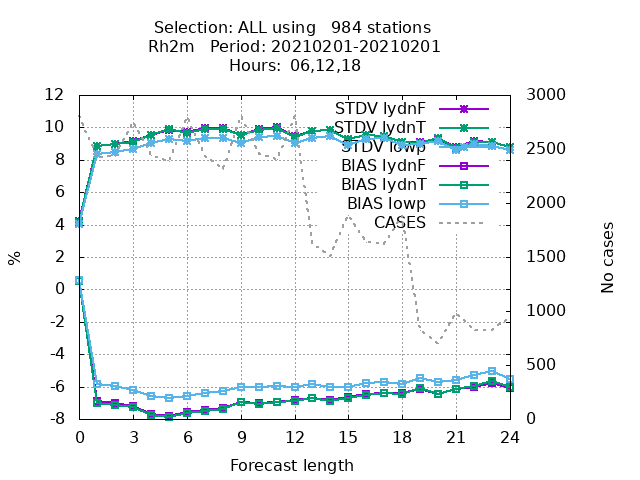 Selection: ALL using 984 stations
Rh2m Period: 20210201-20210201
Hours: 06,12,18
12
10
8
6
4
2
0
-2
-4
-6
-8
%
3000
2500
2000
1500
1000
500
0
No cases
STDV lydnF
STDV lydnT
STDV lowp
BIAS lydnF
BIAS lydnT
BIAS lowp
CASES
0 3 6 9 12 15 18 21 24
Forecast length